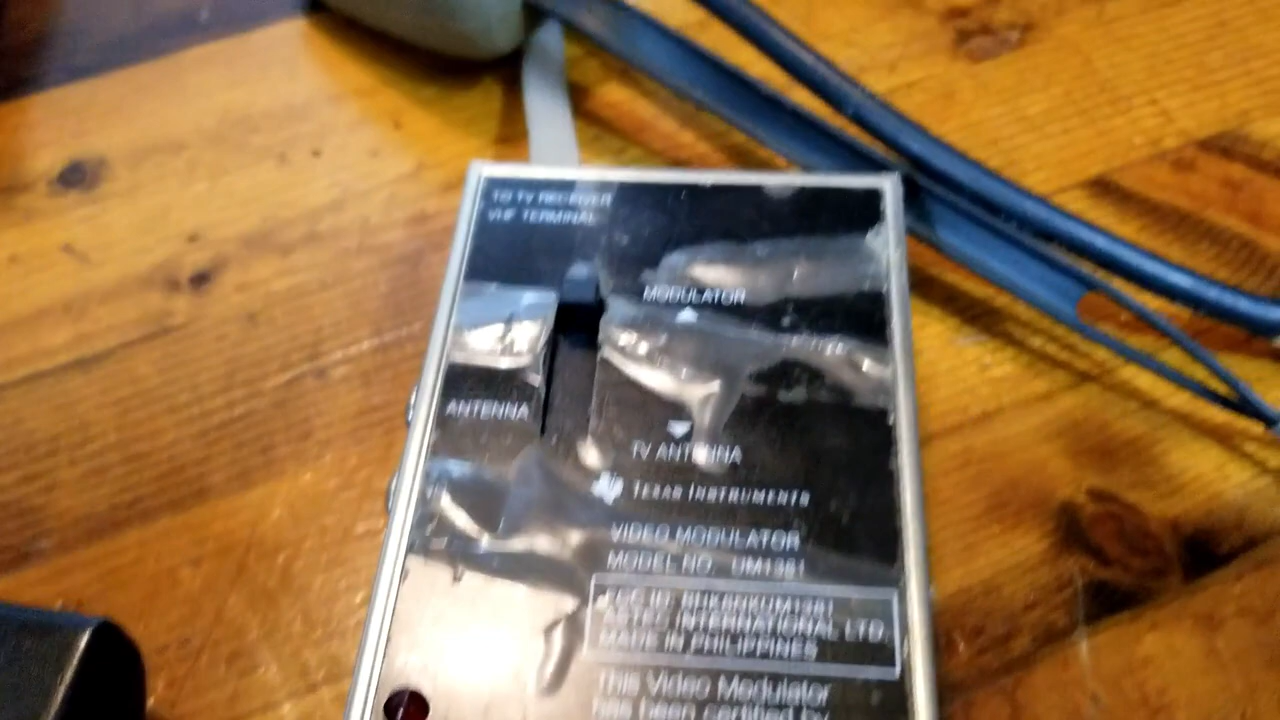 TO TV RECEIVER
VHF TERMINAL
MODULATOR
ANTENNA
TV ANTENNA
TEXAS INSTRUMENTS
VIDEO MODULATOR
MODEL NO. UM1381
INTERNATIONAL LTD.
MADE IN PHILIPPINES
This Video Modulator
has been certified by